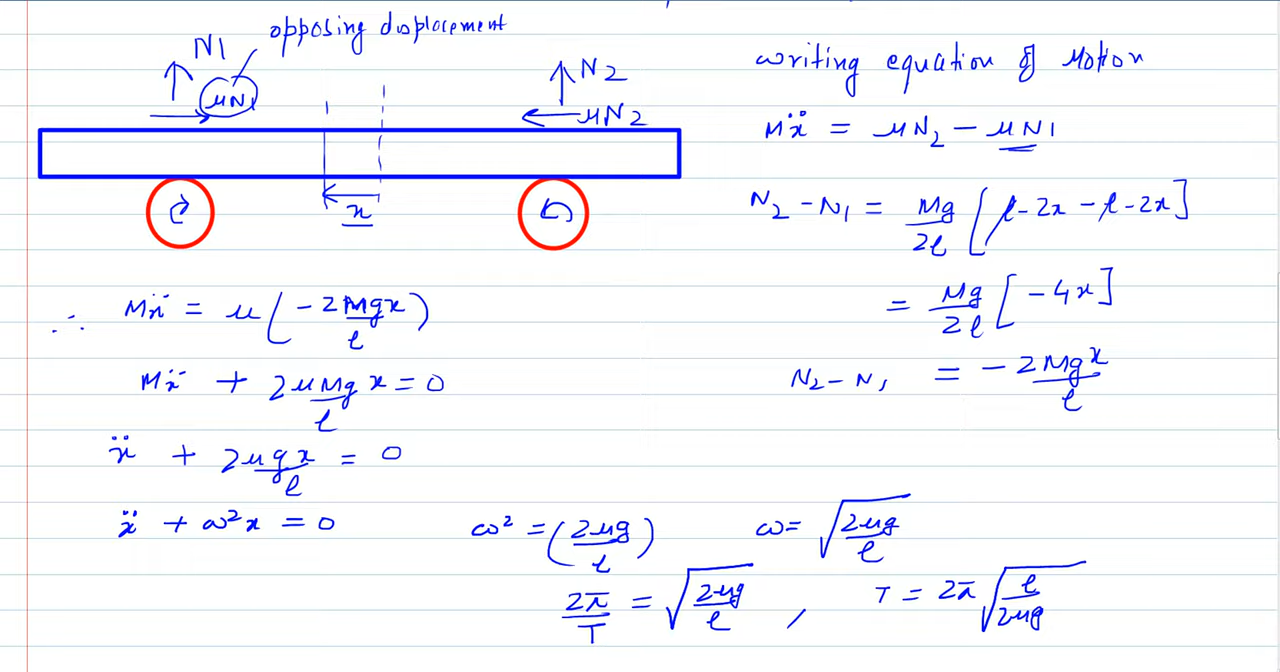 opposing displacement
N1
μN1
N2
μN2
x
writing equation of Motion
Mẍ = μN₂ - μN1
N₂ - N₁ = Mg/2l [l - 2x - l - 2x]
= Mg/2l [-4x]
N₂ - N₁ = -2Mgx/l
∴ Mẍ = μ(-2Mgx/l)
Mẍ + 2μMgx/l = 0
ẍ + 2μgx/l = 0
ẍ + ω²x = 0
ω² = (2μg/l)
ω = √(2μg/l)
2π/T = √(2μg/l) , T = 2π√(l/2μg)